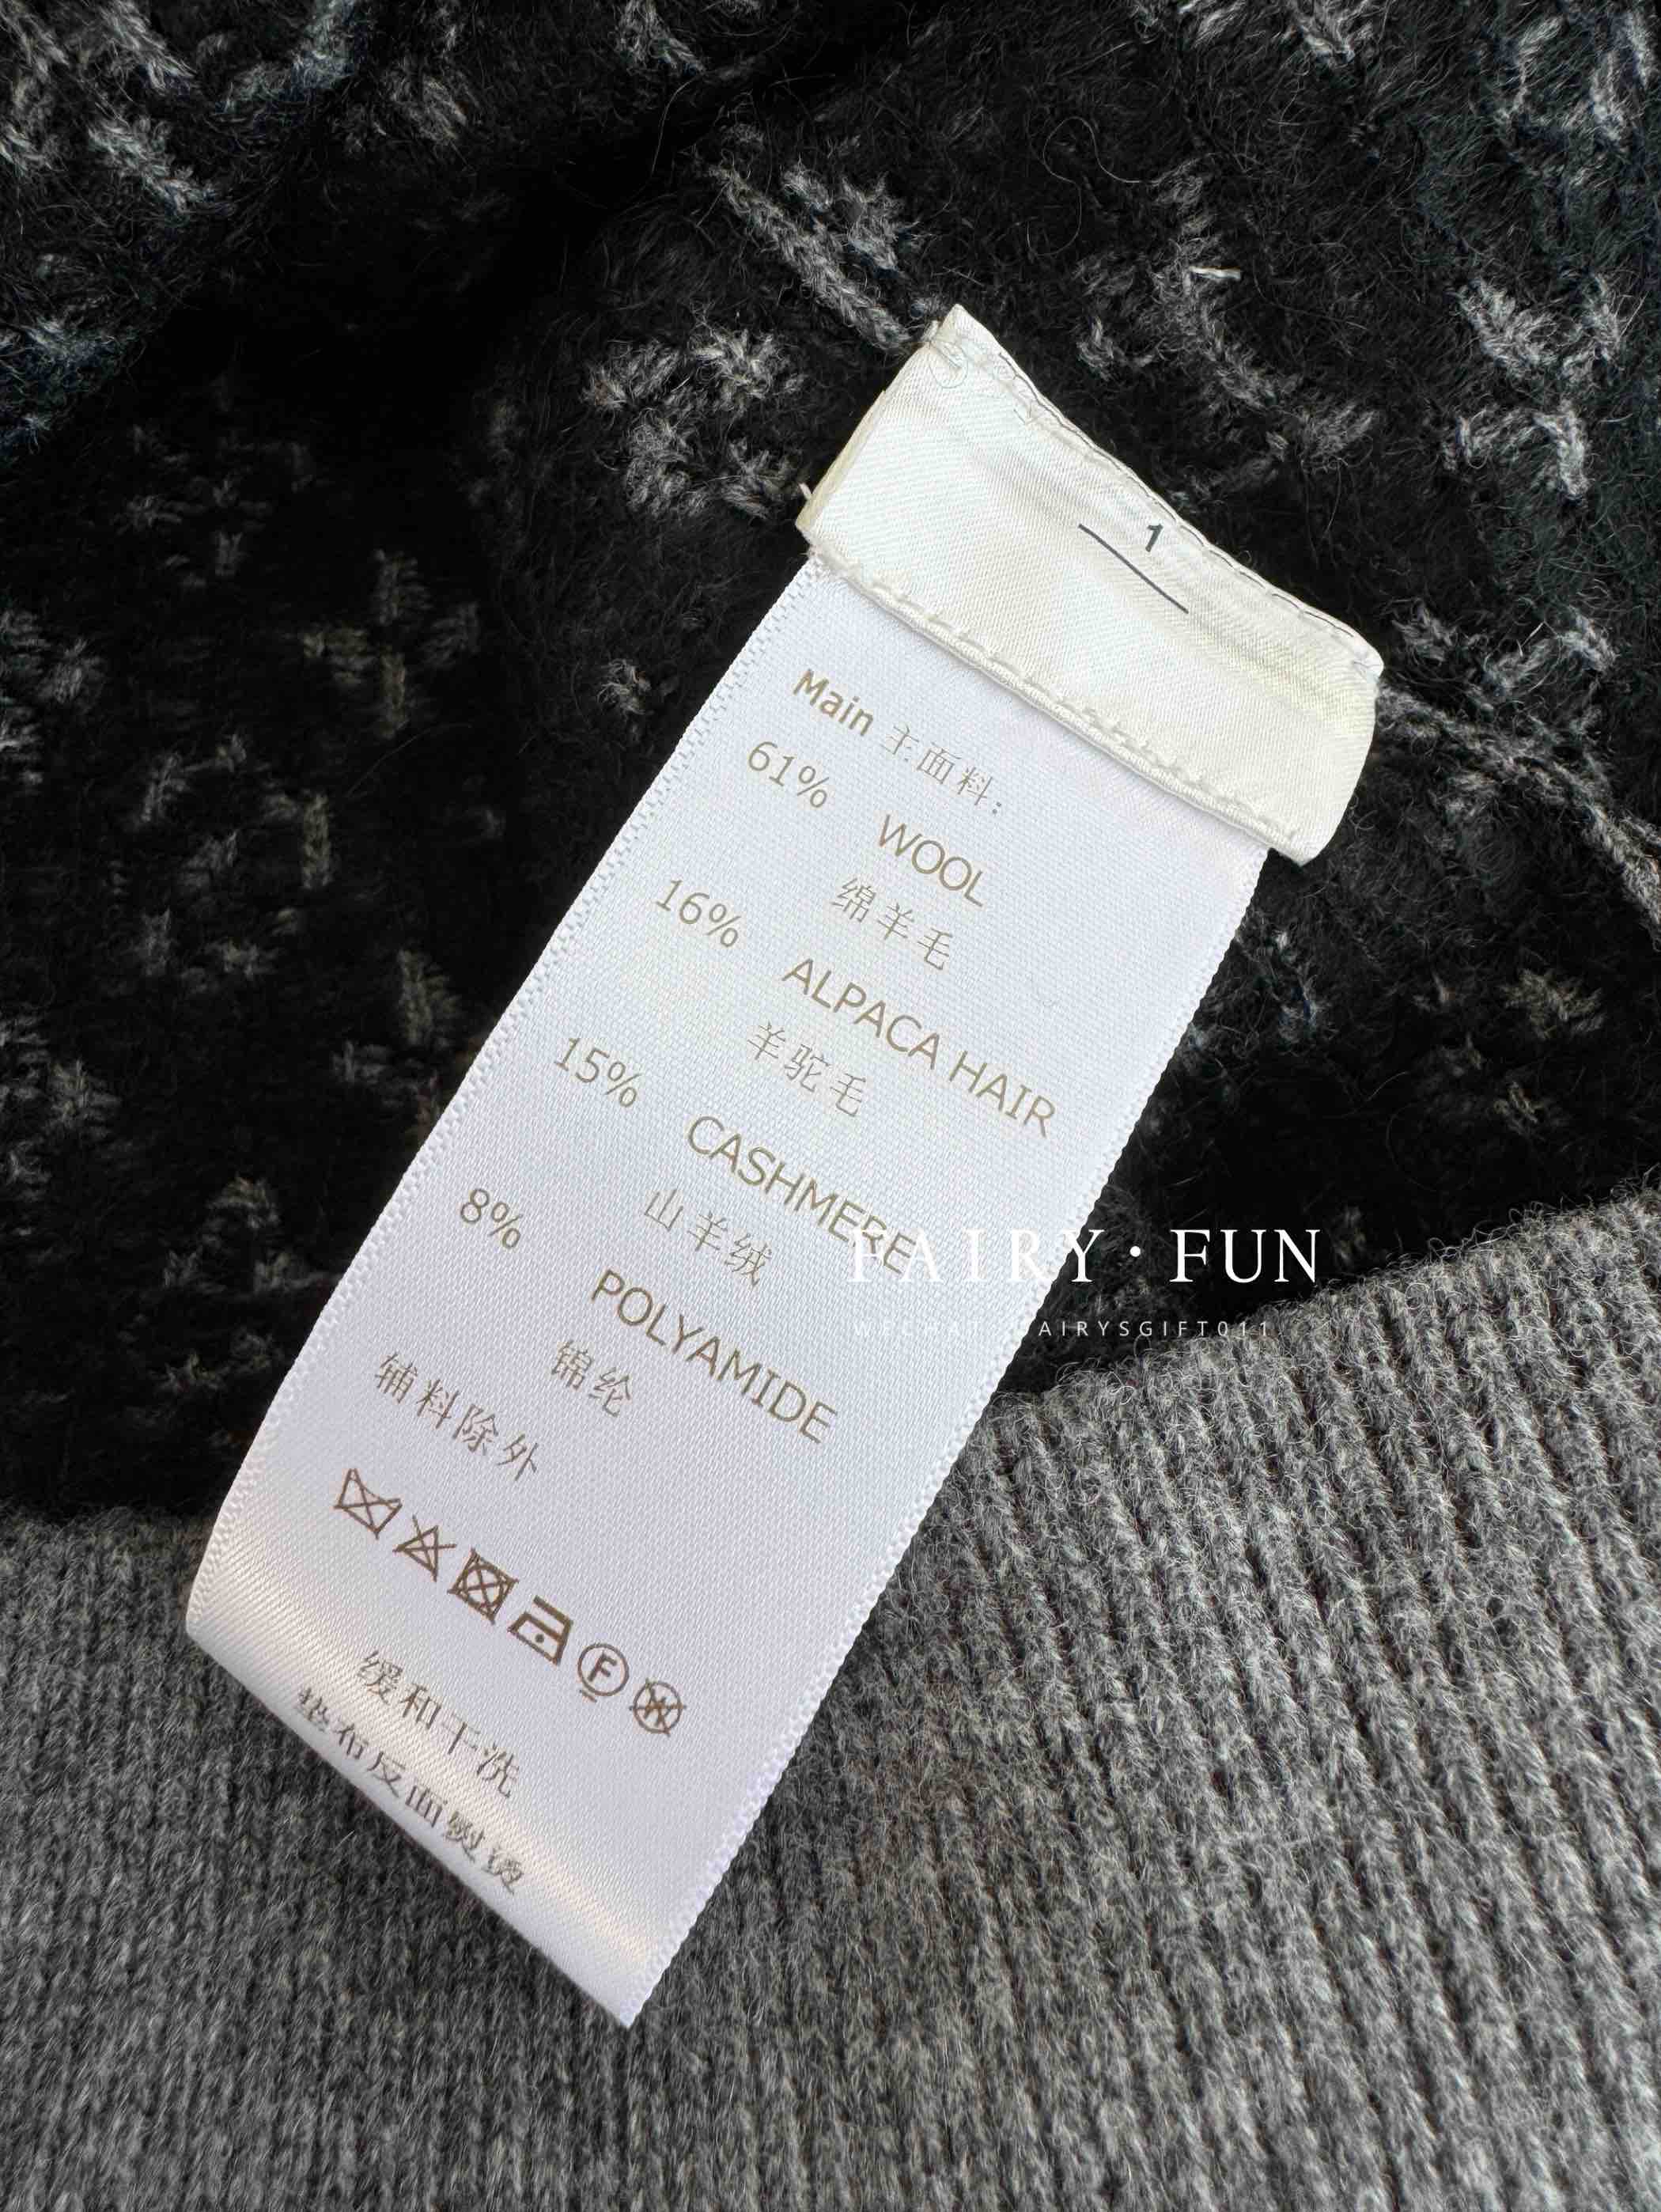 1
Main 主面料:
61% WOOL
绵羊毛
16% ALPACA HAIR
羊驼毛
15% CASHMERE
山羊绒
8% POLYAMIDE
锦纶
辅料除外
F W
缓和干洗
垫布反面熨烫
FAIRY·FUN
WECHAT: FAIRYSGIFT011